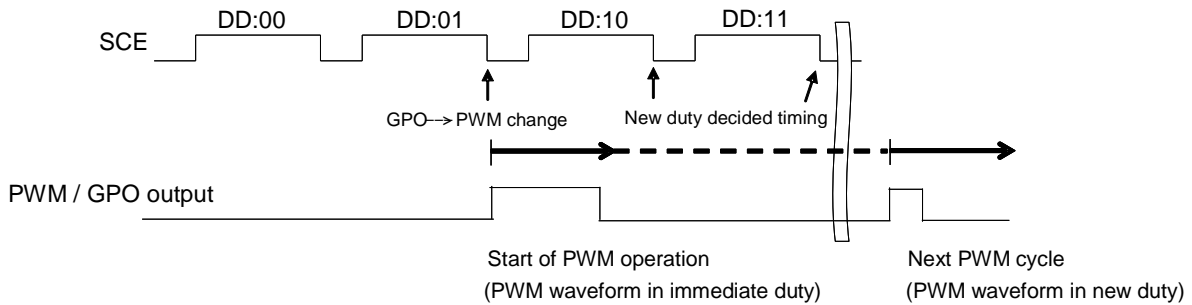 DD:00 DD:01 DD:10 DD:11
SCE
GPO---> PWM change New duty decided timing
PWM / GPO output
Start of PWM operation Next PWM cycle
(PWM waveform in immediate duty) (PWM waveform in new duty)